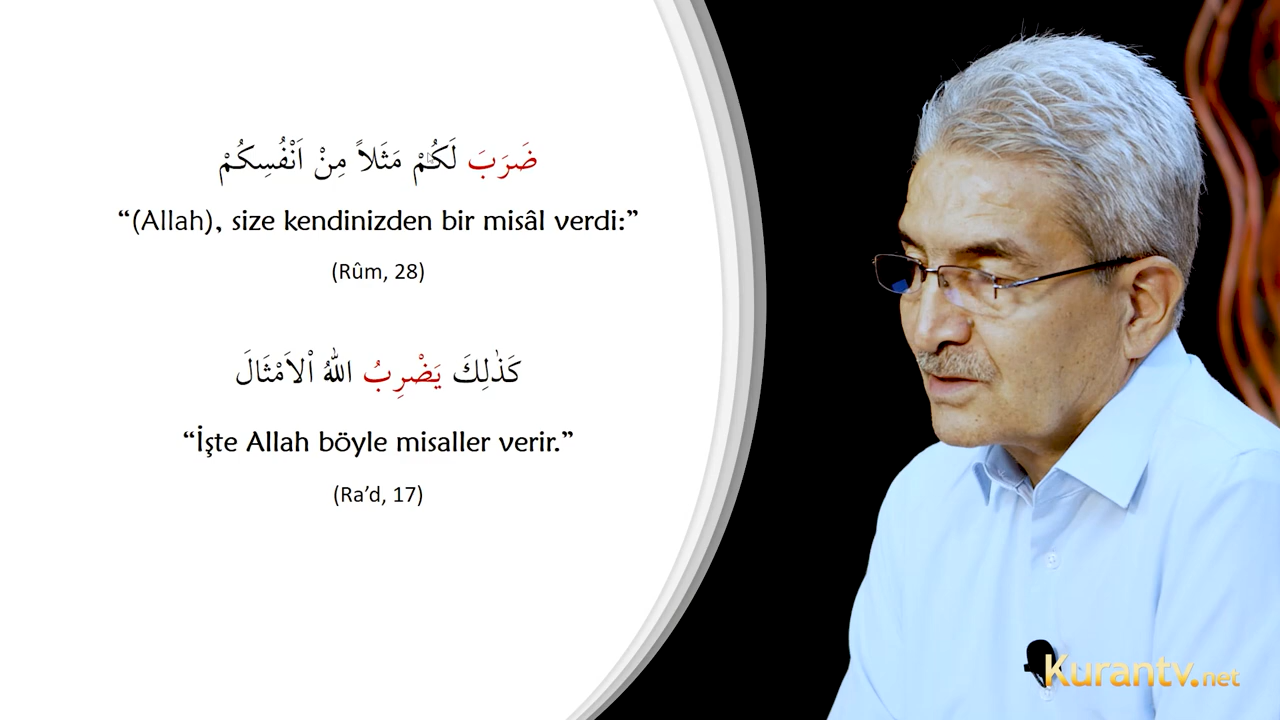 ضَرَبَ لَكُمْ مَثَلاً مِنْ اَنْفُسِكُمْ
“(Allah), size kendinizden bir misâl verdi:”
(Rûm, 28)
كَذٰلِكَ يَضْرِبُ اللّٰهُ اْلاَمْثَالَ
“İşte Allah böyle misaller verir.”
(Ra’d, 17)
Kurantv.net